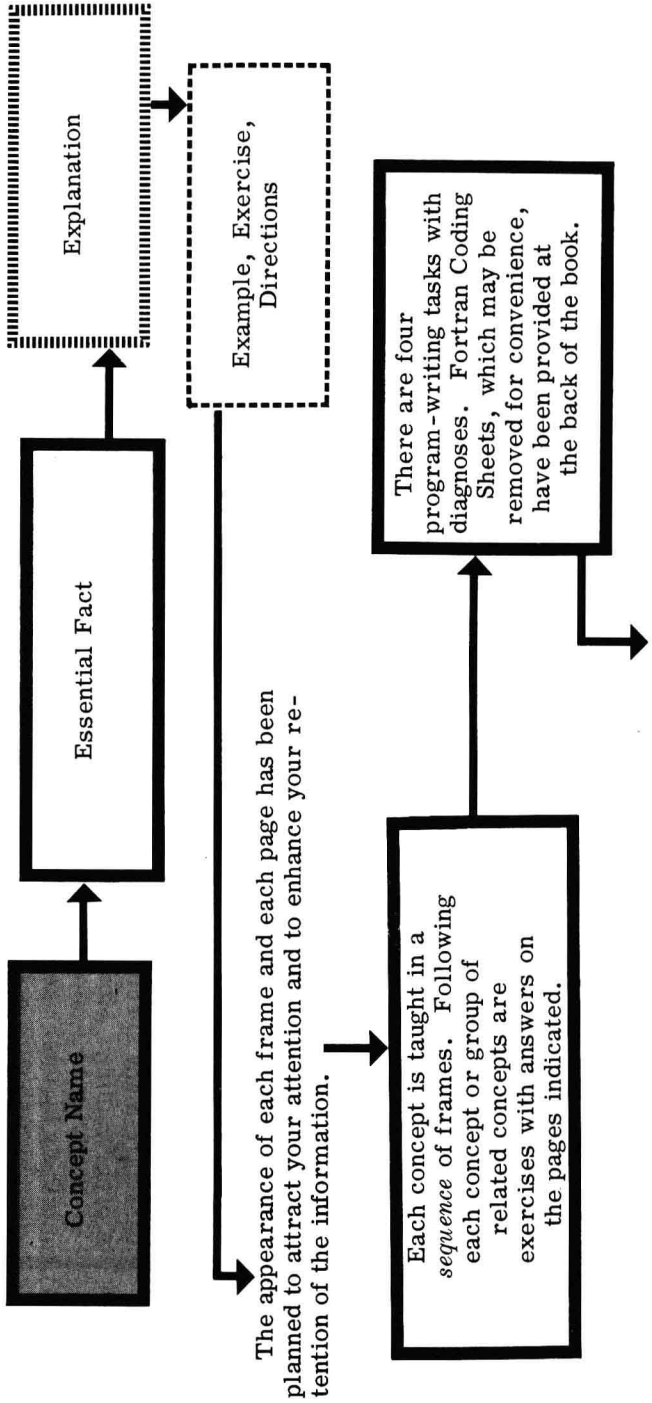 Concept Name
Essential Fact
Explanation
Example, Exercise,
Directions
The appearance of each frame and each page has been
planned to attract your attention and to enhance your re-
tention of the information.
Each concept is taught in a
sequence of frames. Following
each concept or group of
related concepts are
exercises with answers on
the pages indicated.
There are four
program-writing tasks with
diagnoses. Fortran Coding
Sheets, which may be
removed for convenience,
have been provided at
the back of the book.